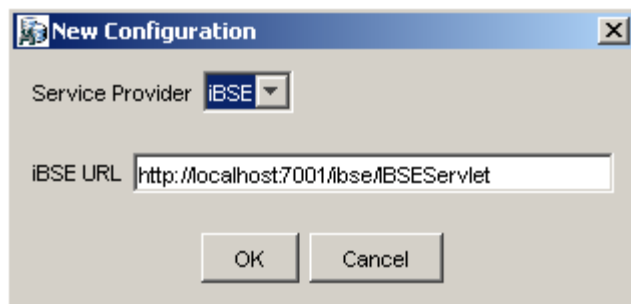 New Configuration
Service Provider iBSE
iBSE URL http://localhost:7001/ibse/IBSEServlet
OK Cancel